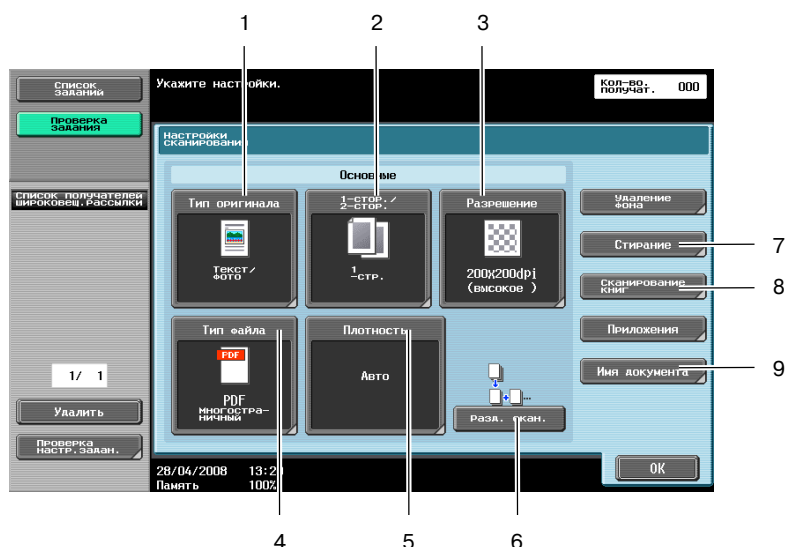 1
2
3
Список
заданий
Проверка
задания
Укажите настройки.
Кол-во.
получат. 000
Настройки
сканирования
Список получателей
широковещ.рассылки
Основные
Тип оригинала
Текст/
фото
1-стор./
2-стор.
1
-стр.
Разрешение
200X200dpi
(высокое )
Удаление
фона
Стирание
7
Сканирование
книг
8
Приложения
Имя документа
9
Тип файла
PDF
PDF
многостра-
ничный
Плотность
Авто
Разд. скан.
1/ 1
Удалить
Проверка
настр.задан.
28/04/2008 13:20
Память 100%
OK
4
5
6